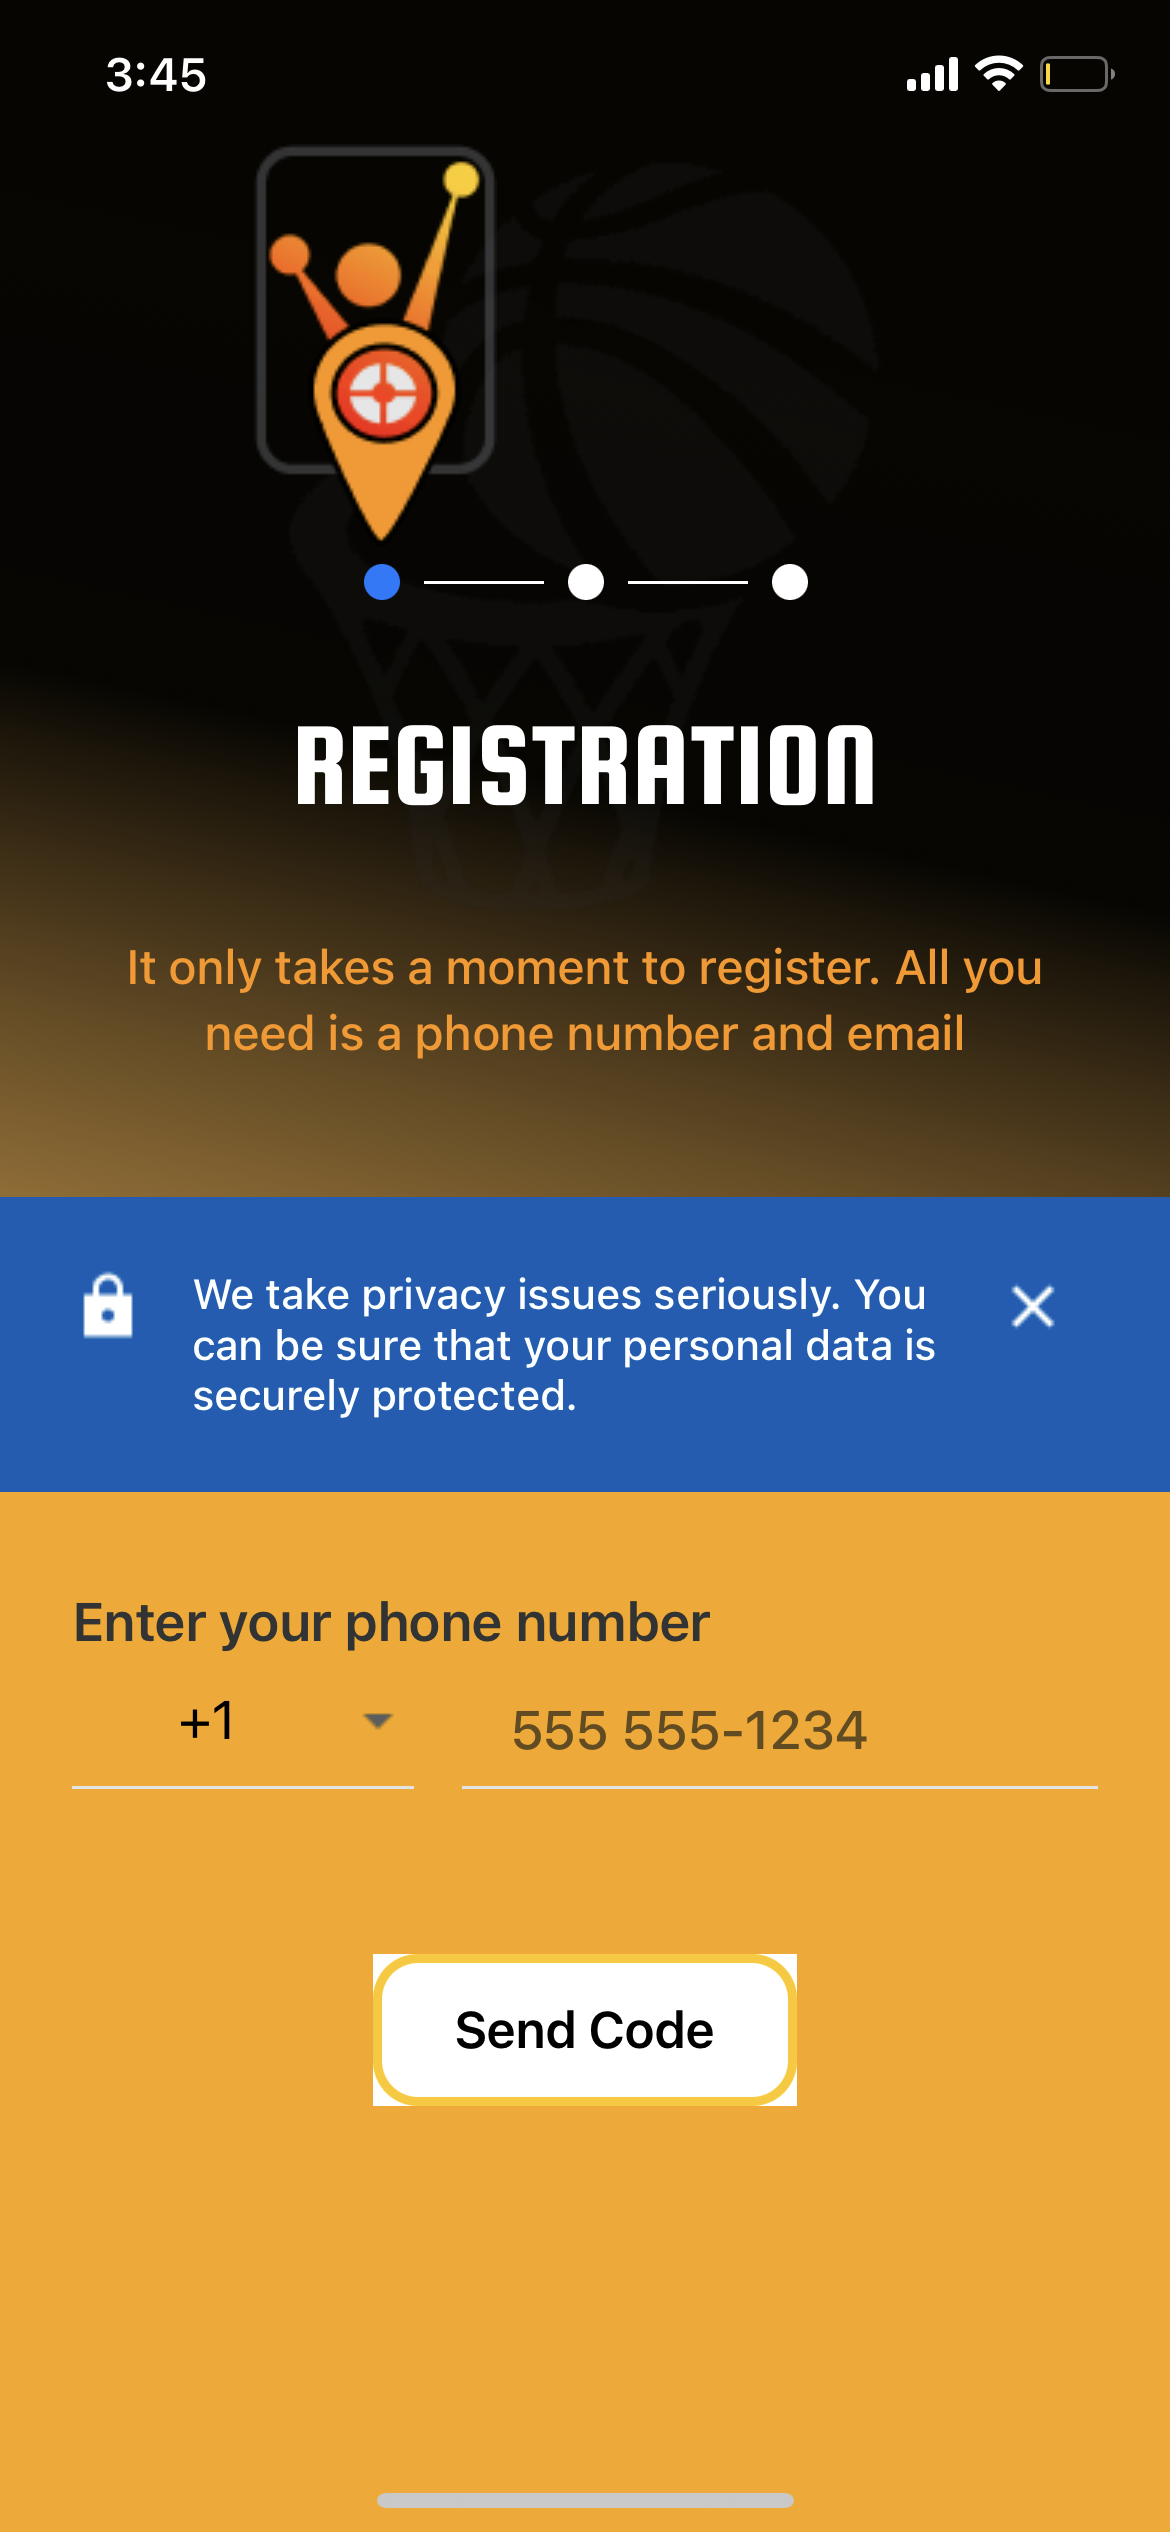 3:45
REGISTRATION
It only takes a moment to register. All you
need is a phone number and email
We take privacy issues seriously. You
can be sure that your personal data is
securely protected.
Enter your phone number
+1 555 555-1234
Send Code